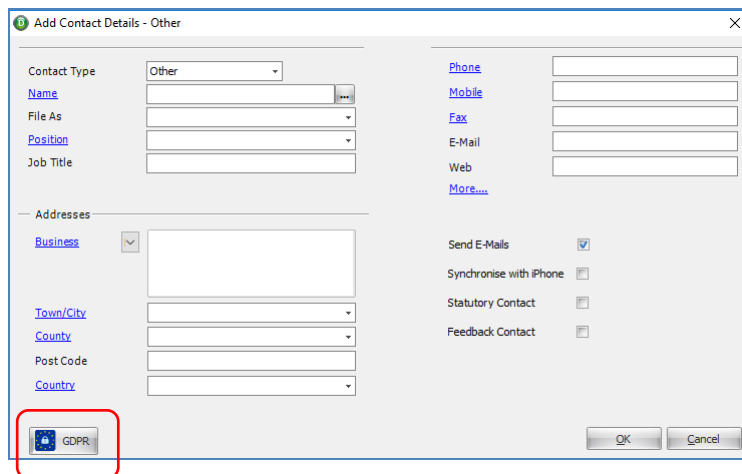 Add Contact Details - Other
Contact Type Other
Name ...
File As
Position
Job Title
Phone
Mobile
Fax
E-Mail
Web
More....
Addresses
Business
Town/City
County
Post Code
Country
Send E-Mails
Synchronise with iPhone
Statutory Contact
Feedback Contact
GDPR
OK Cancel